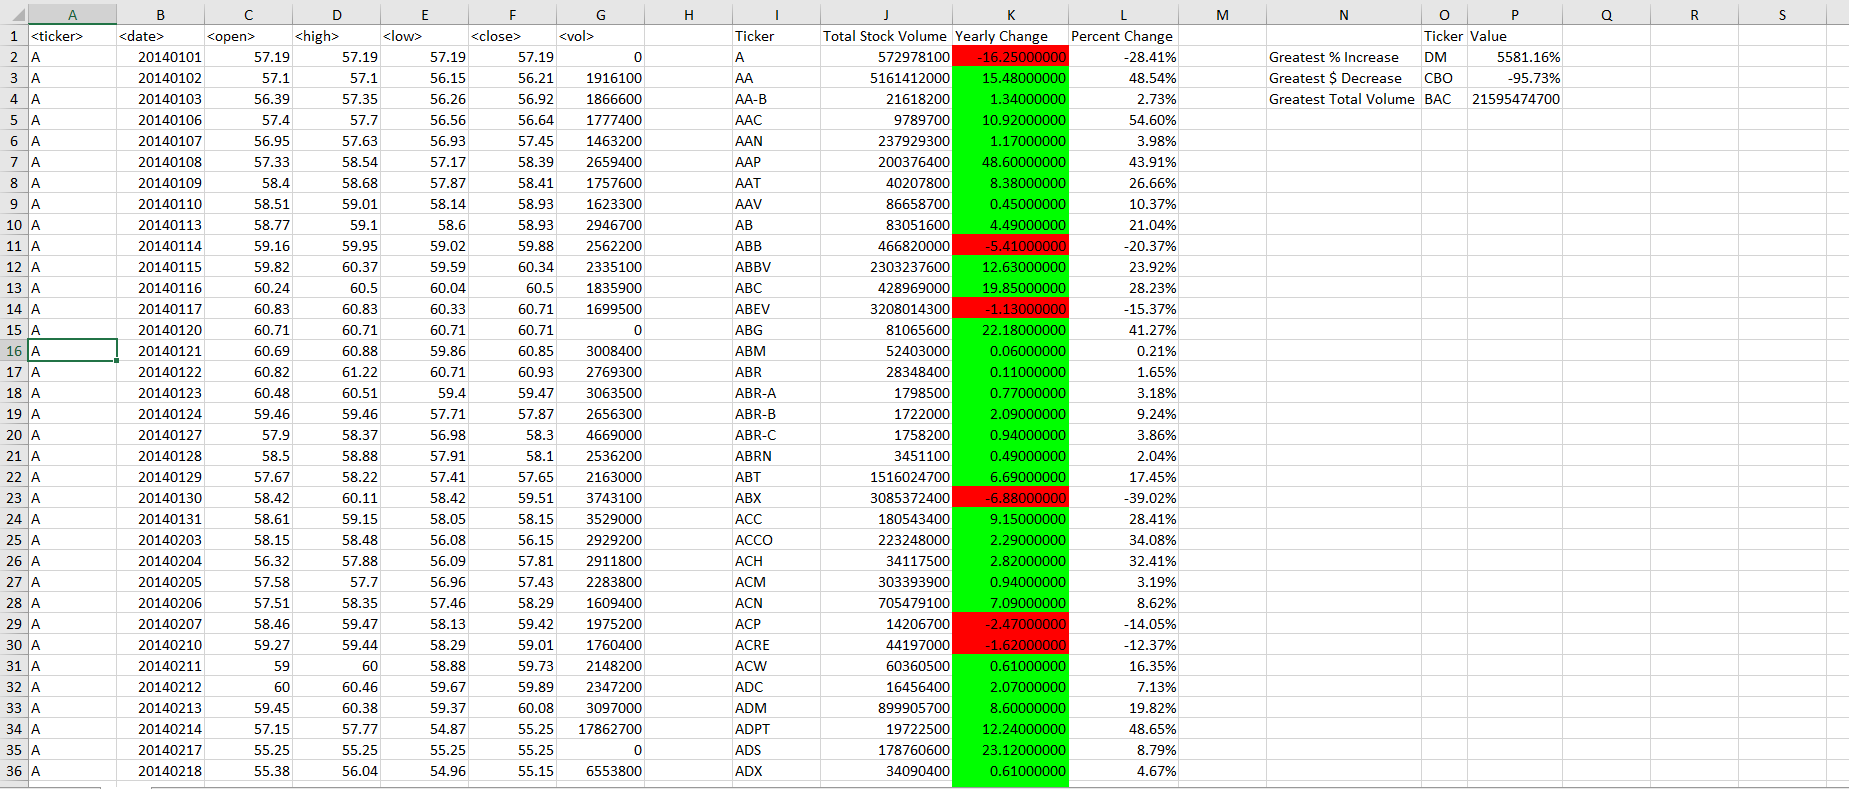 A B C D E F G H I J K L M N O P Q R S
1 <ticker> <date> <open> <high> <low> <close> <vol> Ticker Total Stock Volume Yearly Change Percent Change Ticker Value
2 A 20140101 57.19 57.19 57.19 57.19 0 A 572978100 -16.25000000 -28.41% Greatest % Increase DM 5581.16%
3 A 20140102 57.1 57.1 56.15 56.21 1916100 AA 5161412000 15.48000000 48.54% Greatest $ Decrease CBO -95.73%
4 A 20140103 56.39 57.35 56.26 56.92 1866600 AA-B 21618200 1.34000000 2.73% Greatest Total Volume BAC 21595474700
5 A 20140106 57.4 57.7 56.56 56.64 1777400 AAC 9789700 10.92000000 54.60%
6 A 20140107 56.95 57.63 56.93 57.45 1463200 AAN 237929300 1.17000000 3.98%
7 A 20140108 57.33 58.54 57.17 58.39 2659400 AAP 200376400 48.60000000 43.91%
8 A 20140109 58.4 58.68 57.87 58.41 1757600 AAT 40207800 8.38000000 26.66%
9 A 20140110 58.51 59.01 58.14 58.93 1623300 AAV 86658700 0.45000000 10.37%
10 A 20140113 58.77 59.1 58.6 58.93 2946700 AB 83051600 4.49000000 21.04%
11 A 20140114 59.16 59.95 59.02 59.88 2562200 ABB 466820000 -5.41000000 -20.37%
12 A 20140115 59.82 60.37 59.59 60.34 2335100 ABBV 2303237600 12.63000000 23.92%
13 A 20140116 60.24 60.5 60.04 60.5 1835900 ABC 428969000 19.85000000 28.23%
14 A 20140117 60.83 60.83 60.33 60.71 1699500 ABEV 3208014300 -1.13000000 -15.37%
15 A 20140120 60.71 60.71 60.71 60.71 0 ABG 81065600 22.18000000 41.27%
16 A 20140121 60.69 60.88 59.86 60.85 3008400 ABM 52403000 0.06000000 0.21%
17 A 20140122 60.82 61.22 60.71 60.93 2769300 ABR 28348400 0.11000000 1.65%
18 A 20140123 60.48 60.51 59.4 59.47 3063500 ABR-A 1798500 0.77000000 3.18%
19 A 20140124 59.46 59.46 57.71 57.87 2656300 ABR-B 1722000 2.09000000 9.24%
20 A 20140127 57.9 58.37 56.98 58.3 4669000 ABR-C 1758200 0.94000000 3.86%
21 A 20140128 58.5 58.88 57.91 58.1 2536200 ABRN 3451100 0.49000000 2.04%
22 A 20140129 57.67 58.22 57.41 57.65 2163000 ABT 1516024700 6.69000000 17.45%
23 A 20140130 58.42 60.11 58.42 59.51 3743100 ABX 3085372400 -6.88000000 -39.02%
24 A 20140131 58.61 59.15 58.05 58.15 3529000 ACC 180543400 9.15000000 28.41%
25 A 20140203 58.15 58.48 56.08 56.15 2929200 ACCO 223248000 2.29000000 34.08%
26 A 20140204 56.32 57.88 56.09 57.81 2911800 ACH 34117500 2.82000000 32.41%
27 A 20140205 57.58 57.7 56.96 57.43 2283800 ACM 303393900 0.94000000 3.19%
28 A 20140206 57.51 58.35 57.46 58.29 1609400 ACN 705479100 7.09000000 8.62%
29 A 20140207 58.46 59.47 58.13 59.42 1975200 ACP 14206700 -2.47000000 -14.05%
30 A 20140210 59.27 59.44 58.29 59.01 1760400 ACRE 44197000 -1.62000000 -12.37%
31 A 20140211 59 60 58.88 59.73 2148200 ACW 60360500 0.61000000 16.35%
32 A 20140212 60 60.46 59.67 59.89 2347200 ADC 16456400 2.07000000 7.13%
33 A 20140213 59.45 60.38 59.37 60.08 3097000 ADM 899905700 8.60000000 19.82%
34 A 20140214 57.15 57.77 54.87 55.25 17862700 ADPT 19722500 12.24000000 48.65%
35 A 20140217 55.25 55.25 55.25 55.25 0 ADS 178760600 23.12000000 8.79%
36 A 20140218 55.38 56.04 54.96 55.15 6553800 ADX 34090400 0.61000000 4.67%